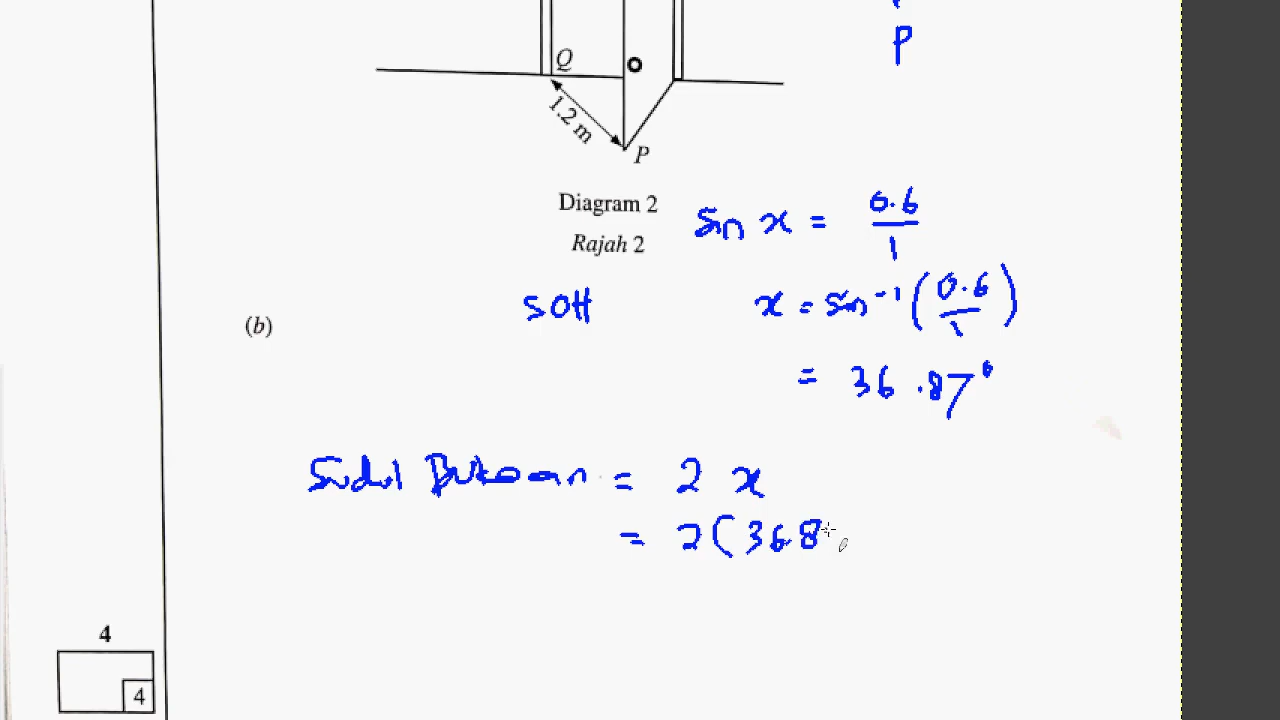 P
Q
1.2 m
P
Diagram 2
Rajah 2
sin x = 0.6/1
SOH
x = sin⁻¹ (0.6/1)
(b)
= 36.87°
Sudut Bukaan = 2 x
= 2(36.8
4
4